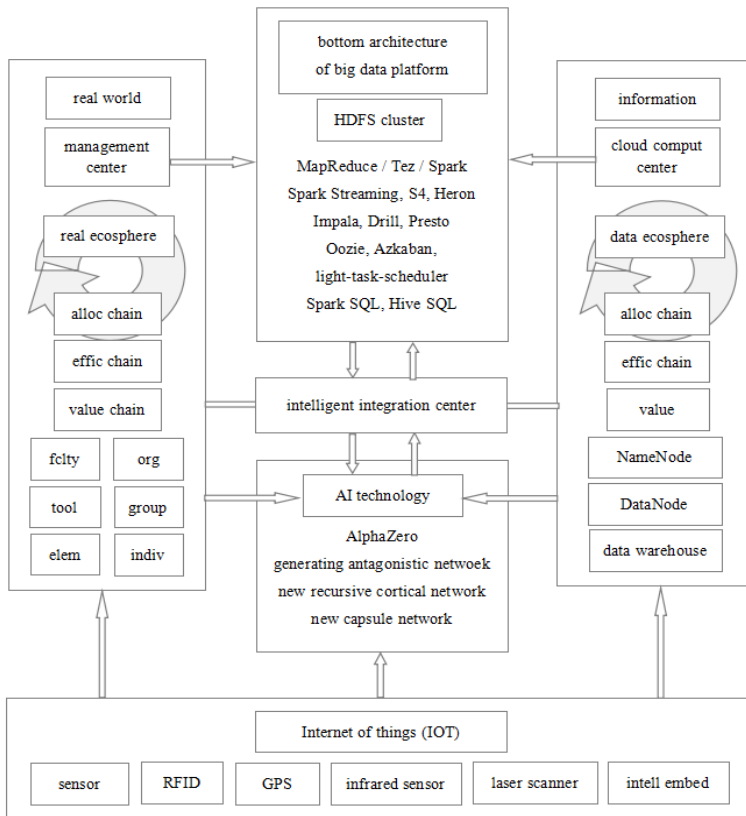 bottom architecture
of big data platform
HDFS cluster
MapReduce / Tez / Spark
Spark Streaming, S4, Heron
Impala, Drill, Presto
Oozie, Azkaban,
light-task-scheduler
Spark SQL, Hive SQL
real world
management
center
real ecosphere
alloc chain
effic chain
value chain
fclty
org
tool
group
elem
indiv
intelligent integration center
AI technology
AlphaZero
generating antagonistic netwoek
new recursive cortical network
new capsule network
information
cloud comput
center
data ecosphere
alloc chain
effic chain
value
NameNode
DataNode
data warehouse
Internet of things (IOT)
sensor
RFID
GPS
infrared sensor
laser scanner
intell embed